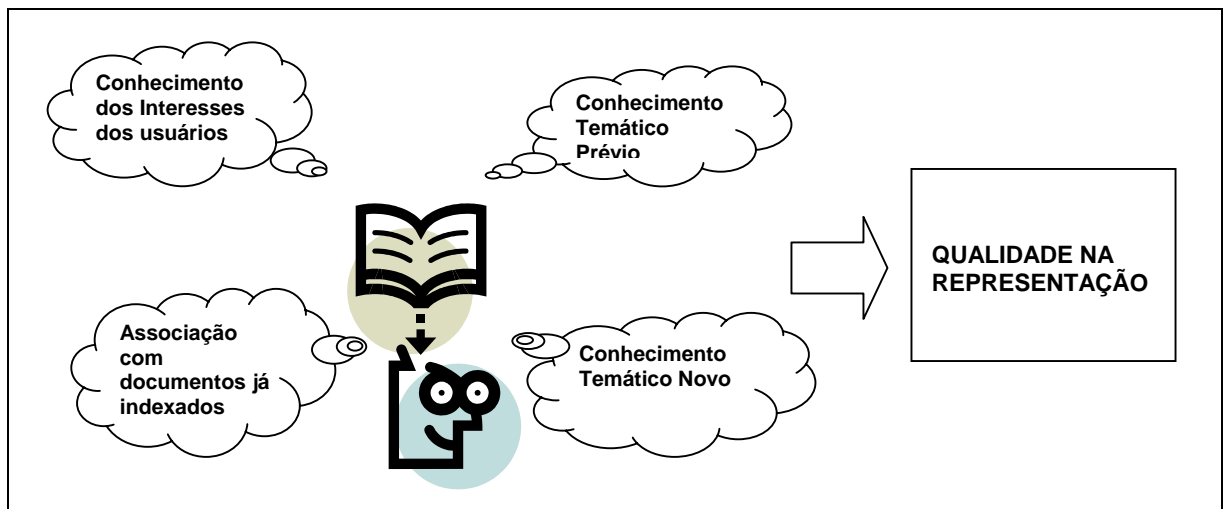 Conhecimento
dos Interesses
dos usuários
Conhecimento
Temático
Prévio
QUALIDADE NA
REPRESENTAÇÃO
Associação
com
documentos já
indexados
Conhecimento
Temático Novo